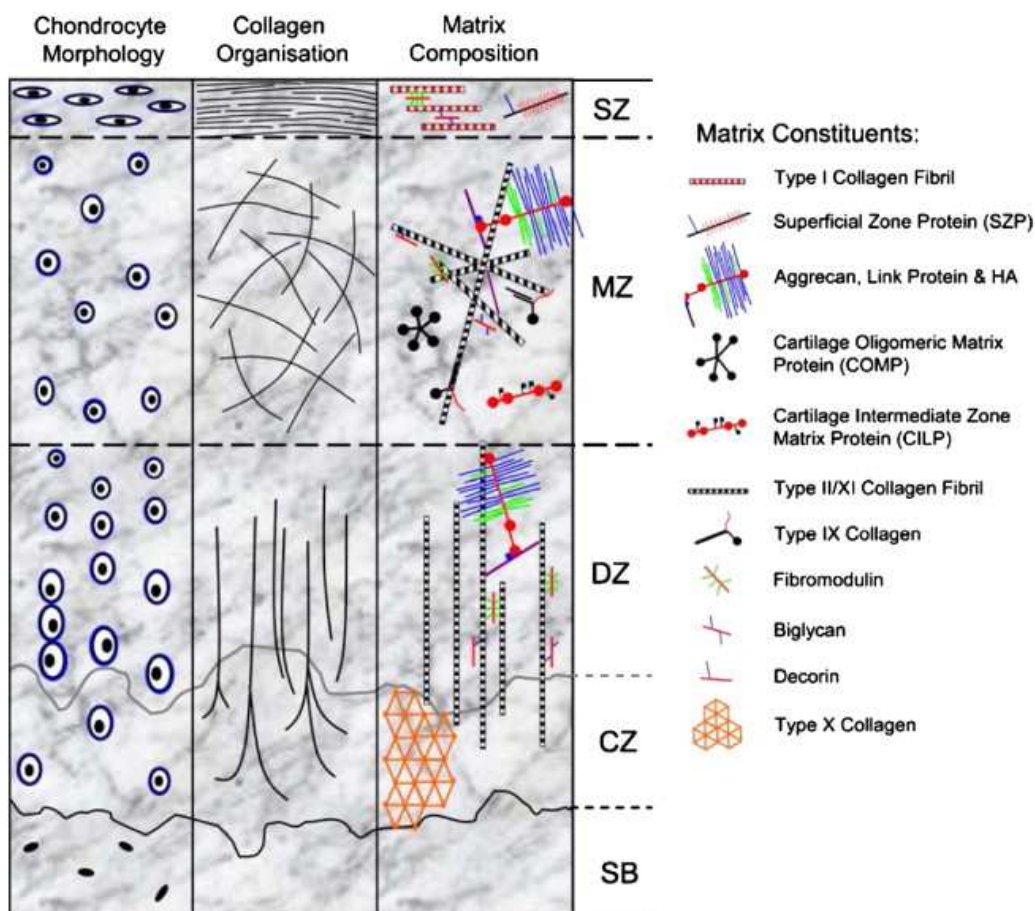 Chondrocyte
Morphology
Collagen
Organisation
Matrix
Composition
SZ
MZ
DZ
CZ
SB
Matrix Constituents:
Type I Collagen Fibril
Superficial Zone Protein (SZP)
Aggrecan, Link Protein & HA
Cartilage Oligomeric Matrix
Protein (COMP)
Cartilage Intermediate Zone
Matrix Protein (CILP)
Type II/XI Collagen Fibril
Type IX Collagen
Fibromodulin
Biglycan
Decorin
Type X Collagen